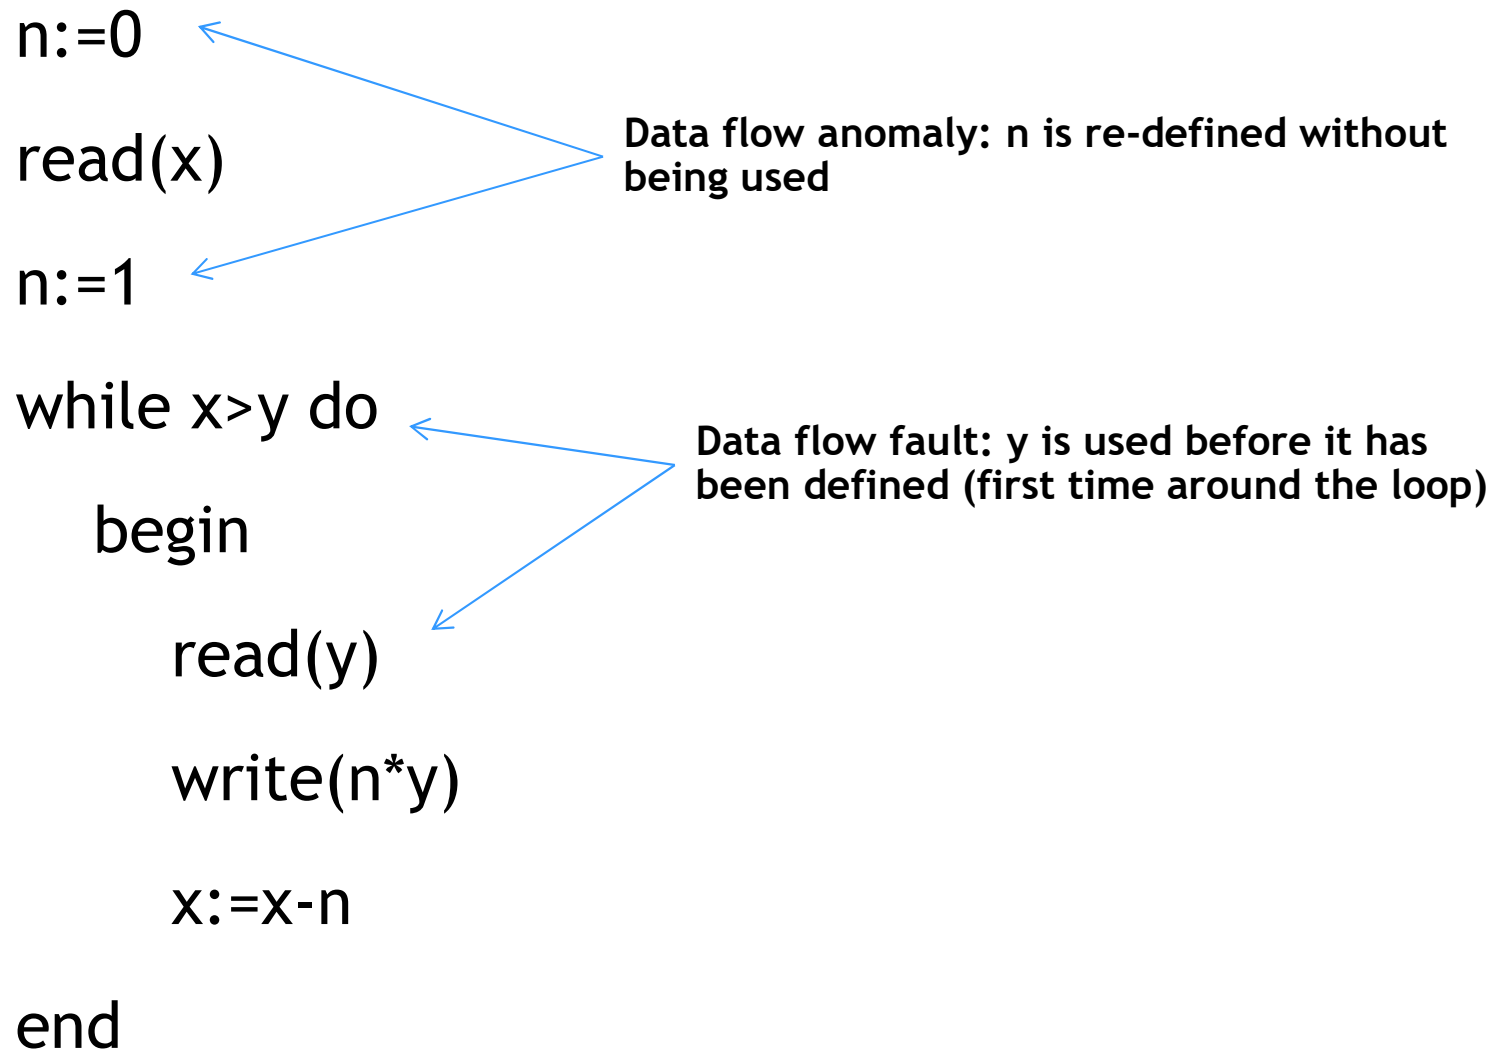 n:=0
read(x)
Data flow anomaly: n is re-defined without
being used
n:=1
while x>y do
Data flow fault: y is used before it has
been defined (first time around the loop)
begin
read(y)
write(n*y)
x:=x-n
end